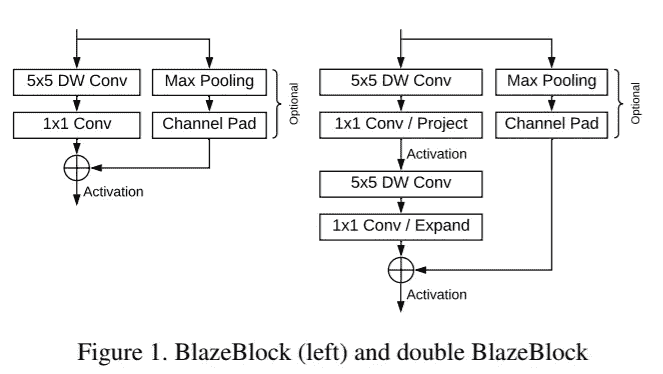 5x5 DW Conv
Max Pooling
1x1 Conv
Channel Pad
Optional
Activation
5x5 DW Conv
Max Pooling
1x1 Conv / Project
Channel Pad
Optional
Activation
5x5 DW Conv
1x1 Conv / Expand
Activation
Figure 1. BlazeBlock (left) and double BlazeBlock